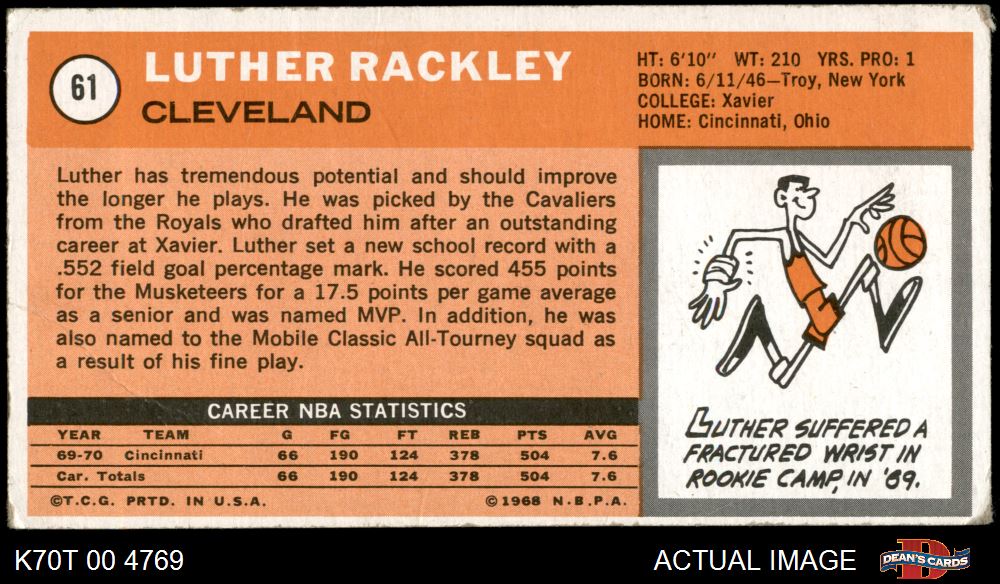 61
LUTHER RACKLEY
CLEVELAND
HT: 6'10" WT: 210 YRS. PRO: 1
BORN: 6/11/46—Troy, New York
COLLEGE: Xavier
HOME: Cincinnati, Ohio
Luther has tremendous potential and should improve
the longer he plays. He was picked by the Cavaliers
from the Royals who drafted him after an outstanding
career at Xavier. Luther set a new school record with a
.552 field goal percentage mark. He scored 455 points
for the Musketeers for a 17.5 points per game average
as a senior and was named MVP. In addition, he was
also named to the Mobile Classic All-Tourney squad as
a result of his fine play.
CAREER NBA STATISTICS
YEAR TEAM G FG FT REB PTS AVG
69-70 Cincinnati 66 190 124 378 504 7.6
Car. Totals 66 190 124 378 504 7.6
©T.C.G. PRTD. IN U.S.A. ©1968 N.B.P.A.
LUTHER SUFFERED A
FRACTURED WRIST IN
ROOKIE CAMP, IN '69.
K70T 00 4769
ACTUAL IMAGE
DEAN'S CARDS